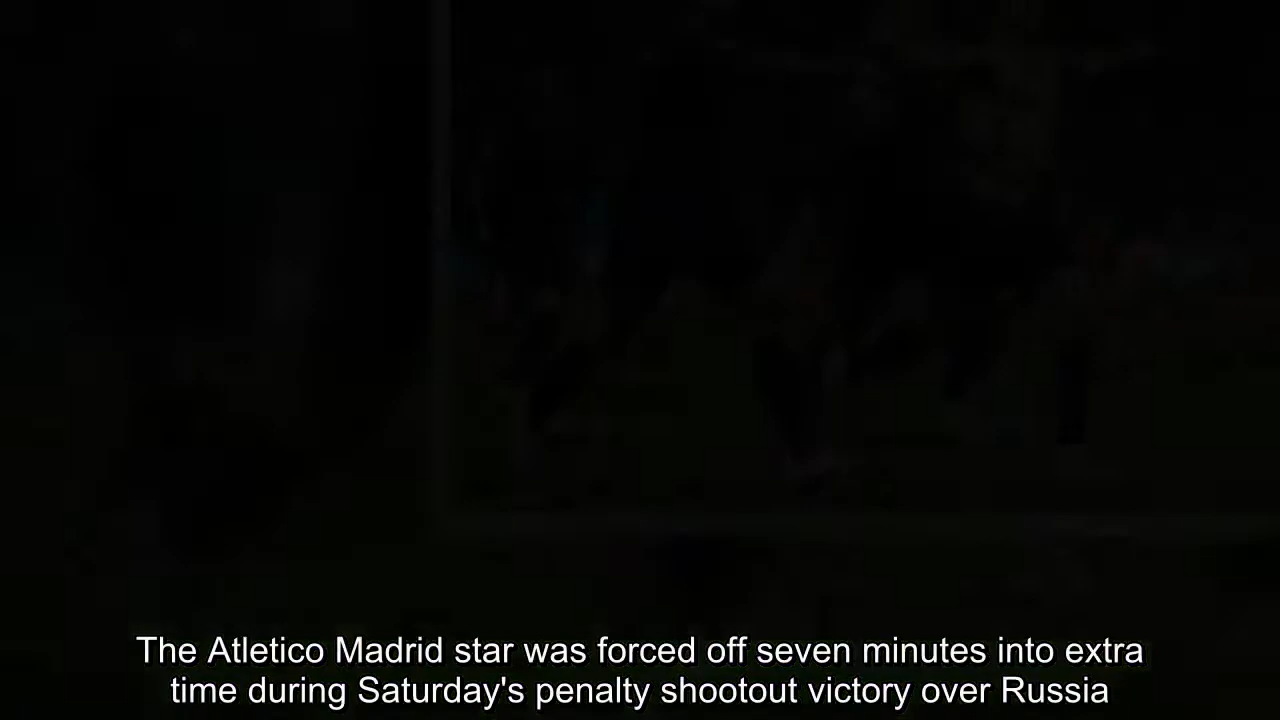 The Atletico Madrid star was forced off seven minutes into extra
time during Saturday's penalty shootout victory over Russia